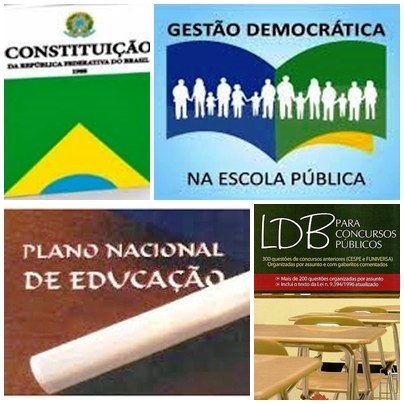 CONSTITUIÇÃO
DA REPÚBLICA FEDERATIVA DO BRASIL
1988
GESTÃO DEMOCRÁTICA
NA ESCOLA PÚBLICA
PLANO NACIONAL
DE EDUCAÇÃO
LDB PARA
CONCURSOS
PÚBLICOS
300 questões de concursos anteriores (CESPE e FUNIVERSA)
Organizadas por assunto e com gabaritos comentados
Mais de 200 questões organizadas por assunto
Inclui o texto da Lei n. 9.394/1996 atualizado